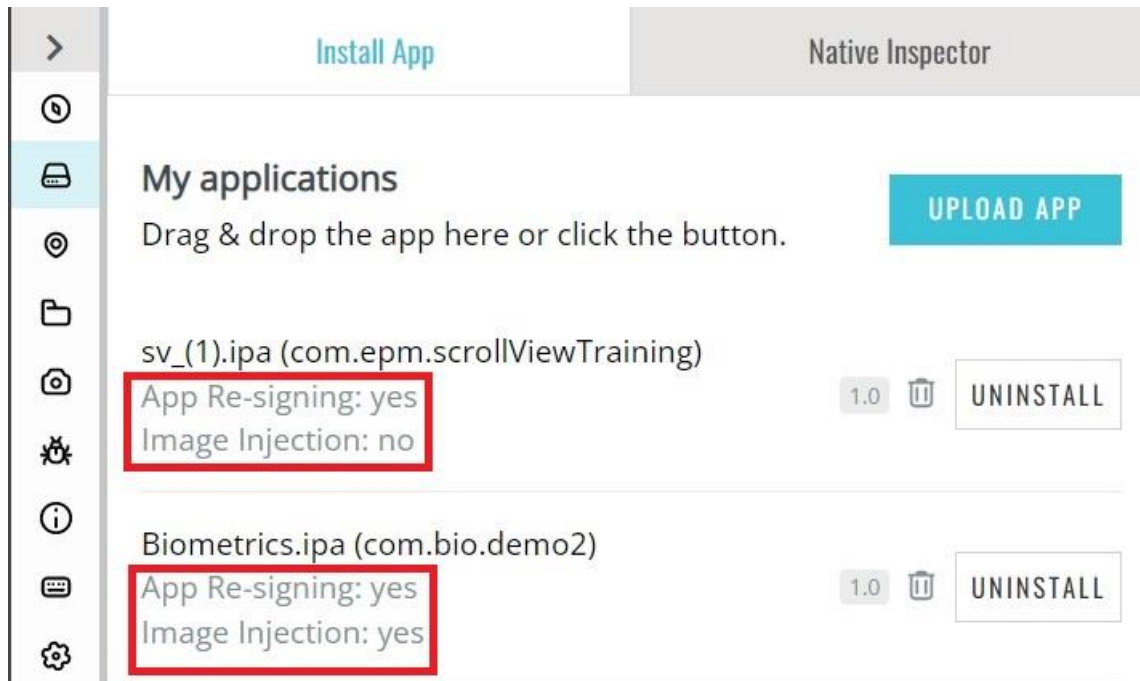 Install App
Native Inspector
My applications
UPLOAD APP
Drag & drop the app here or click the button.
sv_(1).ipa (com.epm.scrollViewTraining)
App Re-signing: yes
Image Injection: no
1.0
UNINSTALL
Biometrics.ipa (com.bio.demo2)
App Re-signing: yes
Image Injection: yes
1.0
UNINSTALL